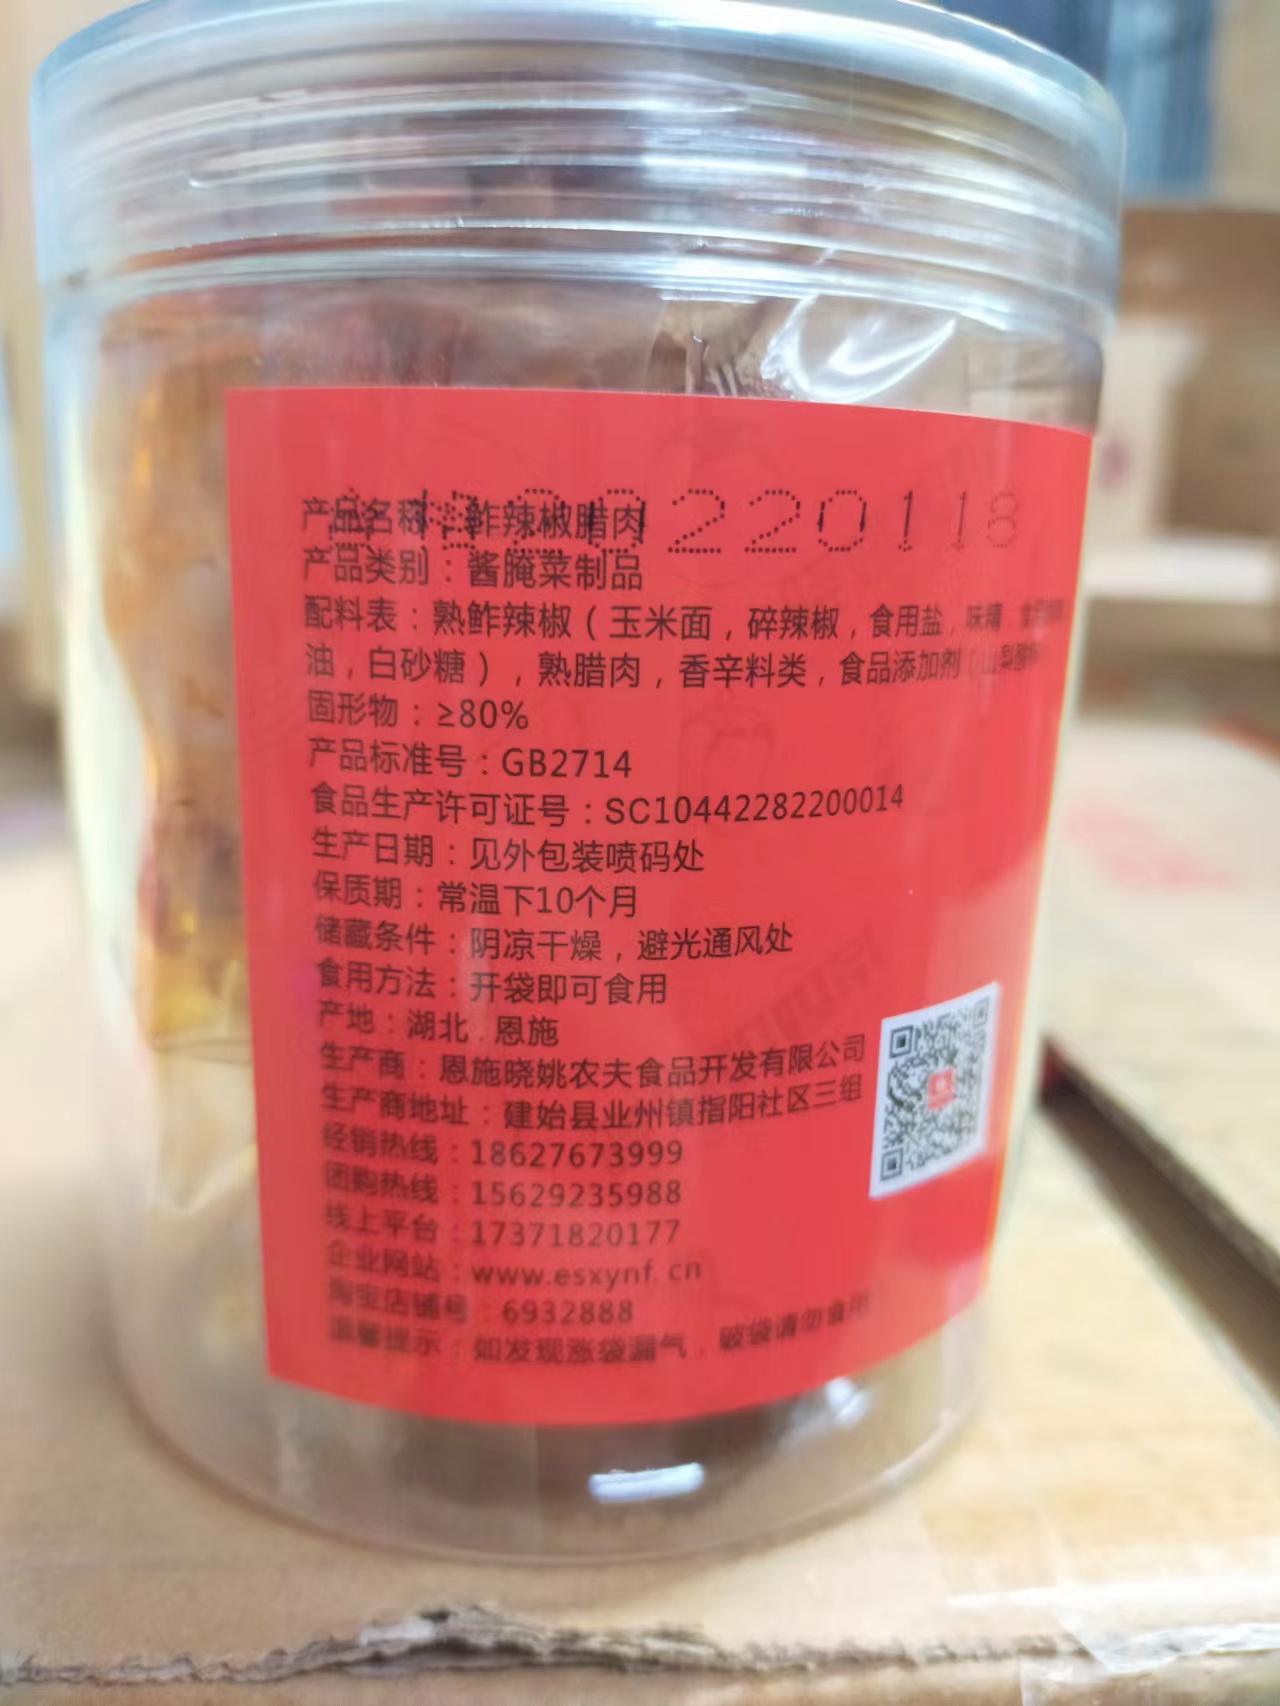 220118
产品名称：鲊辣椒腊肉
产品类别：酱腌菜制品
配料表：熟鲊辣椒（玉米面，碎辣椒，食用盐，味精，
油，白砂糖），熟腊肉，香辛料类，食品添加剂（山梨酸
固形物：≥80%
产品标准号：GB2714
食品生产许可证号：SC10442282200014
生产日期：见外包装喷码处
保质期：常温下10个月
储藏条件：阴凉干燥，避光通风处
食用方法：开袋即可食用
产地：湖北．恩施
生产商：恩施晓姚农夫食品开发有限公司
生产商地址：建始县业州镇指阳社区三组
经销热线：18627673999
团购热线：15629235988
线上平台：17371820177
企业网站：www.esxynf.cn
淘宝店铺号：6932888
温馨提示：如发现涨袋漏气，破袋请勿食用